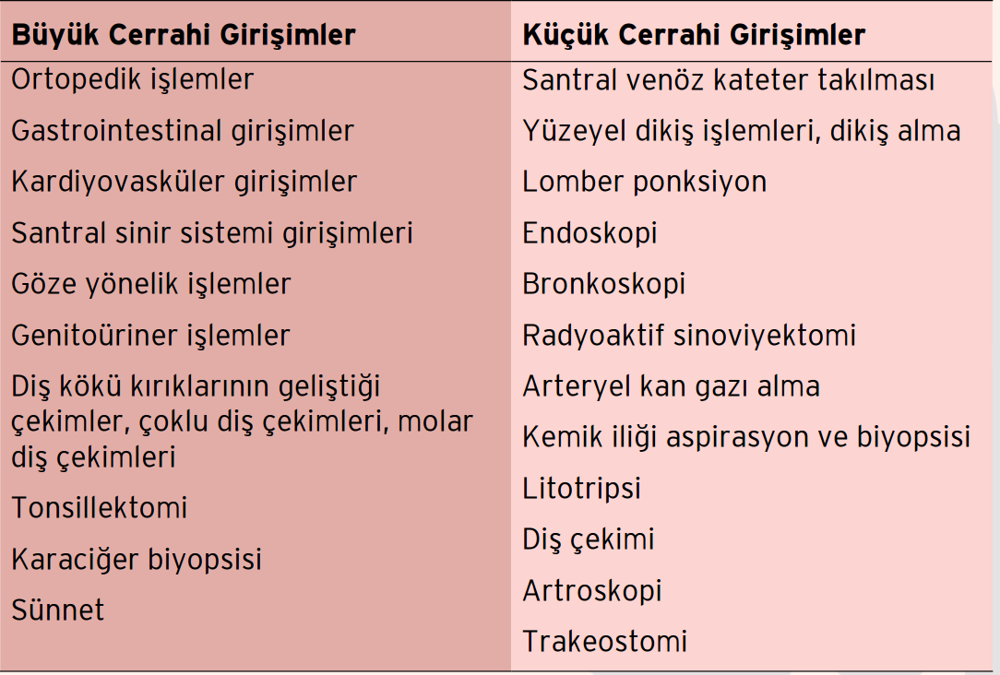 Büyük Cerrahi Girişimler
Ortopedik işlemler
Gastrointestinal girişimler
Kardiyovasküler girişimler
Santral sinir sistemi girişimleri
Göze yönelik işlemler
Genitoüriner işlemler
Diş kökü kırıklarının geliştiği
çekimler, çoklu diş çekimleri, molar
diş çekimleri
Tonsillektomi
Karaciğer biyopsisi
Sünnet
Küçük Cerrahi Girişimler
Santral venöz kateter takılması
Yüzeyel dikiş işlemleri, dikiş alma
Lomber ponksiyon
Endoskopi
Bronkoskopi
Radyoaktif sinoviyektomi
Arteryel kan gazı alma
Kemik iliği aspirasyon ve biyopsisi
Litotripsi
Diş çekimi
Artroskopi
Trakeostomi